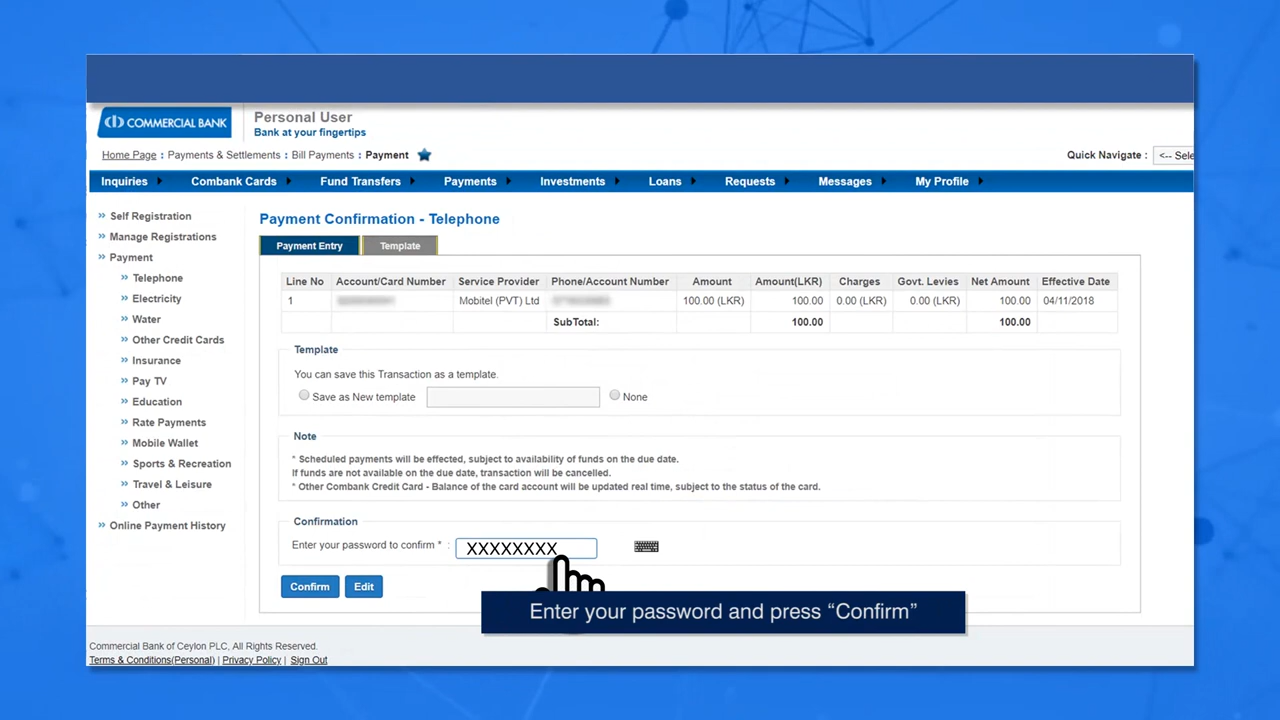 COMMERCIAL BANK
Personal User
Bank at your fingertips
Home Page : Payments & Settlements : Bill Payments : Payment
Quick Navigate : <-- Sele
Inquiries Combank Cards Fund Transfers Payments Investments Loans Requests Messages My Profile
Self Registration
Manage Registrations
Payment
Telephone
Electricity
Water
Other Credit Cards
Insurance
Pay TV
Education
Rate Payments
Mobile Wallet
Sports & Recreation
Travel & Leisure
Other
Online Payment History
Payment Confirmation - Telephone
Payment Entry Template
Line No Account/Card Number Service Provider Phone/Account Number Amount Amount(LKR) Charges Govt. Levies Net Amount Effective Date
1 Mobitel (PVT) Ltd 100.00 (LKR) 100.00 0.00 (LKR) 0.00 (LKR) 100.00 04/11/2018
SubTotal: 100.00 100.00
Template
You can save this Transaction as a template.
Save as New template None
Note
* Scheduled payments will be effected, subject to availability of funds on the due date.
If funds are not available on the due date, transaction will be cancelled.
* Other Combank Credit Card - Balance of the card account will be updated real time, subject to the status of the card.
Confirmation
Enter your password to confirm * : XXXXXXXX
Confirm Edit
Enter your password and press “Confirm”
Commercial Bank of Ceylon PLC, All Rights Reserved.
Terms & Conditions(Personal) | Privacy Policy | Sign Out